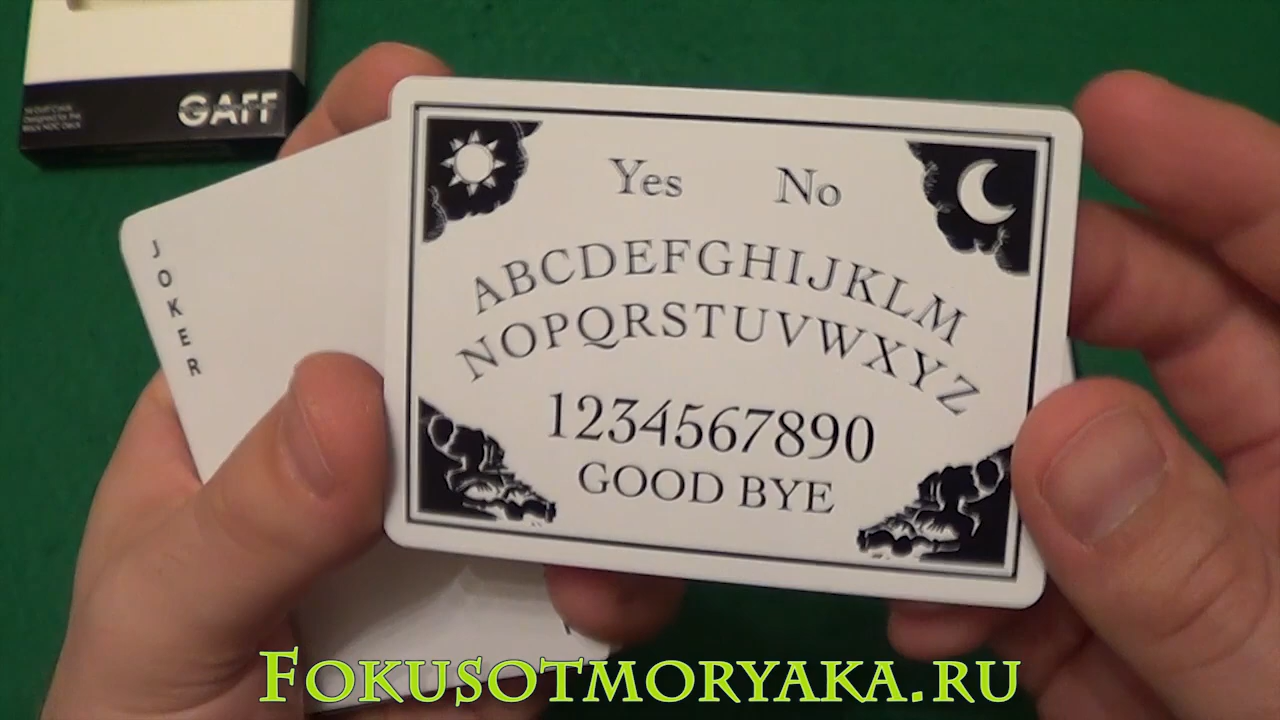 GAFF
JOKER
Yes No
ABCDEFGHIJKLM
NOPQRSTUVWXYZ
1234567890
GOOD BYE
FOKUSOTMORYAKA.RU